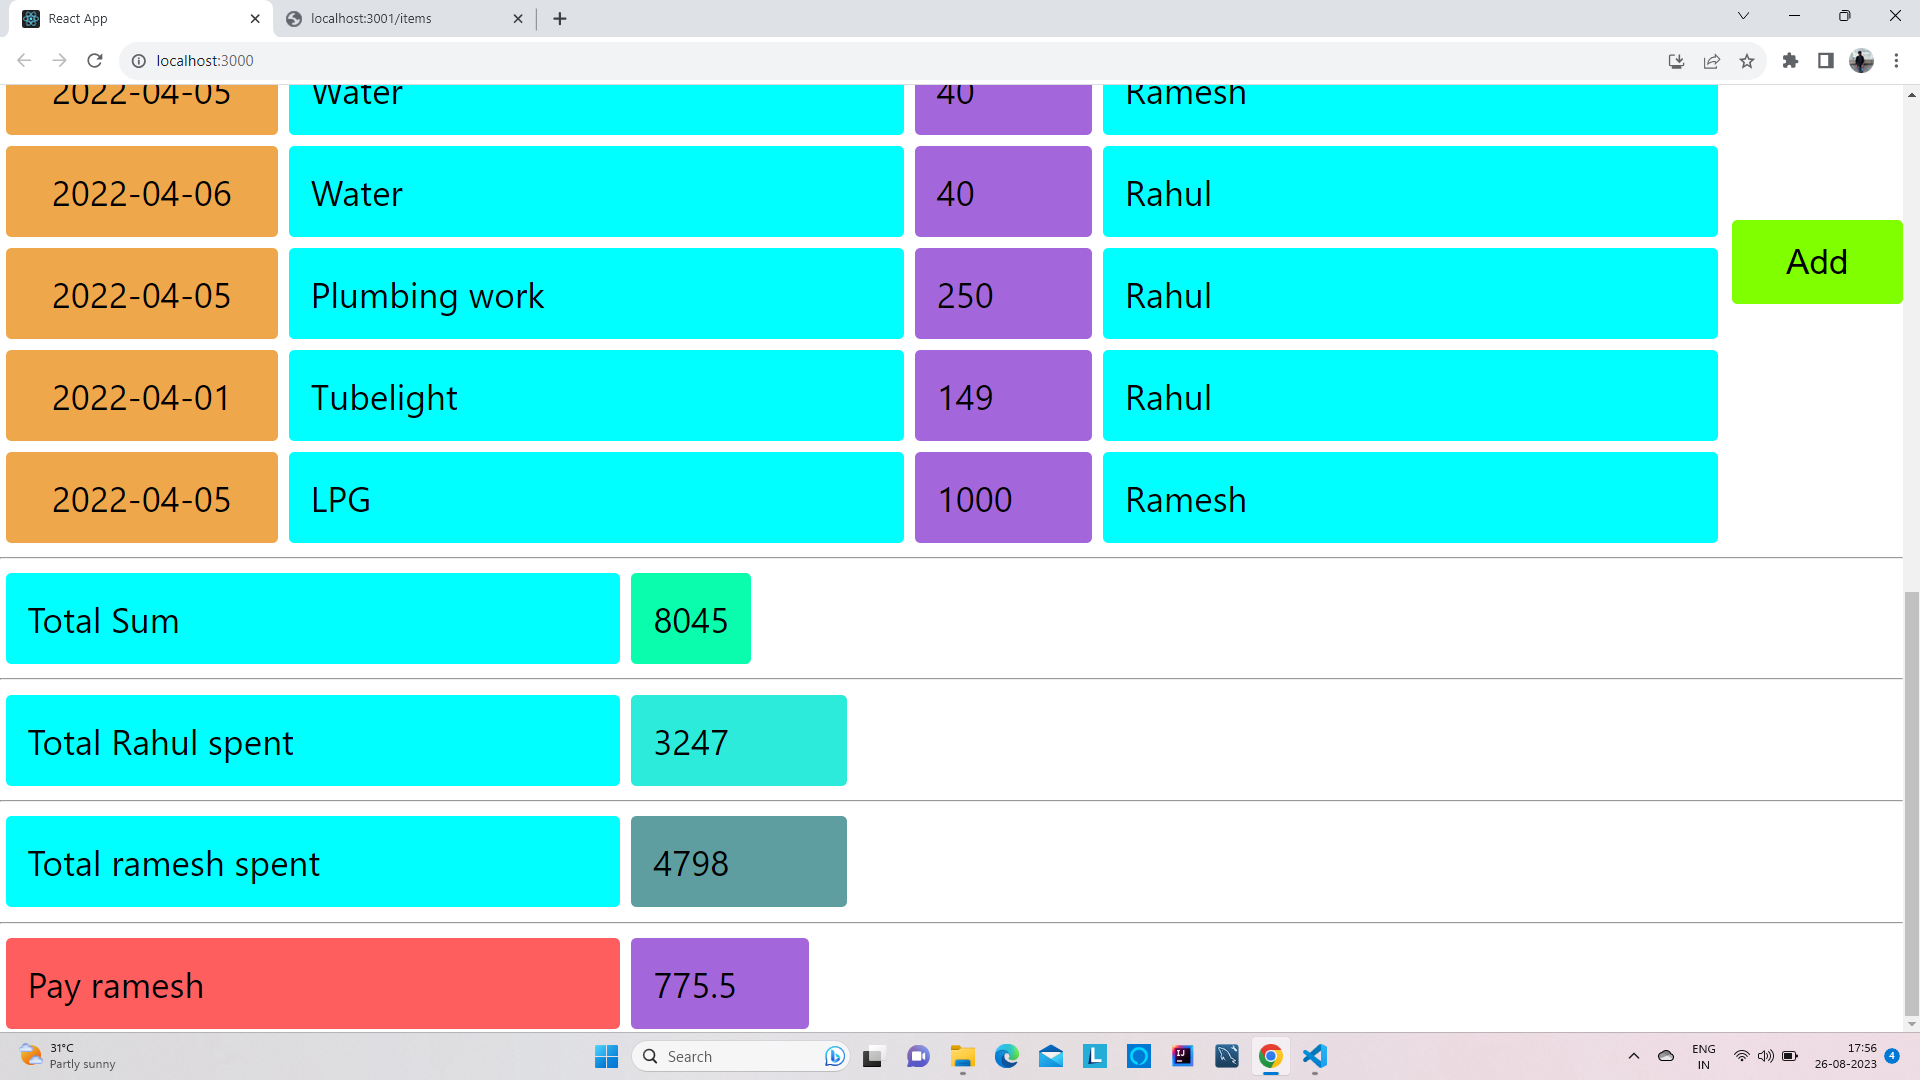 React App
localhost:3001/items
localhost:3000
2022-04-05 Water 40 Ramesh
2022-04-06 Water 40 Rahul
Add
2022-04-05 Plumbing work 250 Rahul
2022-04-01 Tubelight 149 Rahul
2022-04-05 LPG 1000 Ramesh
Total Sum 8045
Total Rahul spent 3247
Total ramesh spent 4798
Pay ramesh 775.5
31°C
Partly sunny
Search
L
IJ
ENG
IN
17:56
26-08-2023
4